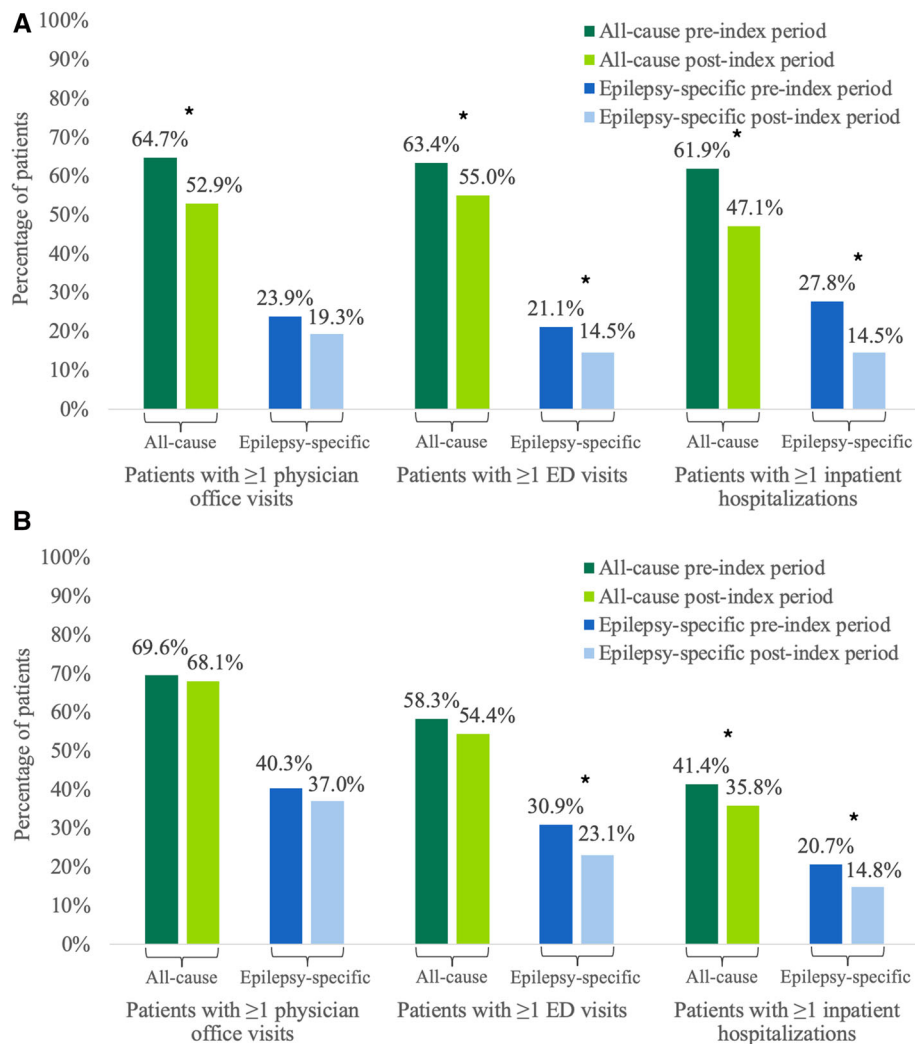 A
100%
90%
80%
70%
60%
50%
40%
30%
20%
10%
0%
Percentage of patients
All-cause pre-index period
All-cause post-index period
Epilepsy-specific pre-index period
Epilepsy-specific post-index period
64.7%
*
52.9%
23.9%
19.3%
63.4%
*
55.0%
21.1%
*
14.5%
61.9%
*
47.1%
27.8%
*
14.5%
All-cause Epilepsy-specific All-cause Epilepsy-specific All-cause Epilepsy-specific
Patients with ≥1 physician
office visits
Patients with ≥1 ED visits
Patients with ≥1 inpatient
hospitalizations
B
100%
90%
80%
70%
60%
50%
40%
30%
20%
10%
0%
Percentage of patients
All-cause pre-index period
All-cause post-index period
Epilepsy-specific pre-index period
Epilepsy-specific post-index period
69.6%
68.1%
40.3%
37.0%
58.3%
54.4%
30.9%
*
23.1%
41.4%
*
35.8%
20.7%
*
14.8%
All-cause Epilepsy-specific All-cause Epilepsy-specific All-cause Epilepsy-specific
Patients with ≥1 physician
office visits
Patients with ≥1 ED visits
Patients with ≥1 inpatient
hospitalizations